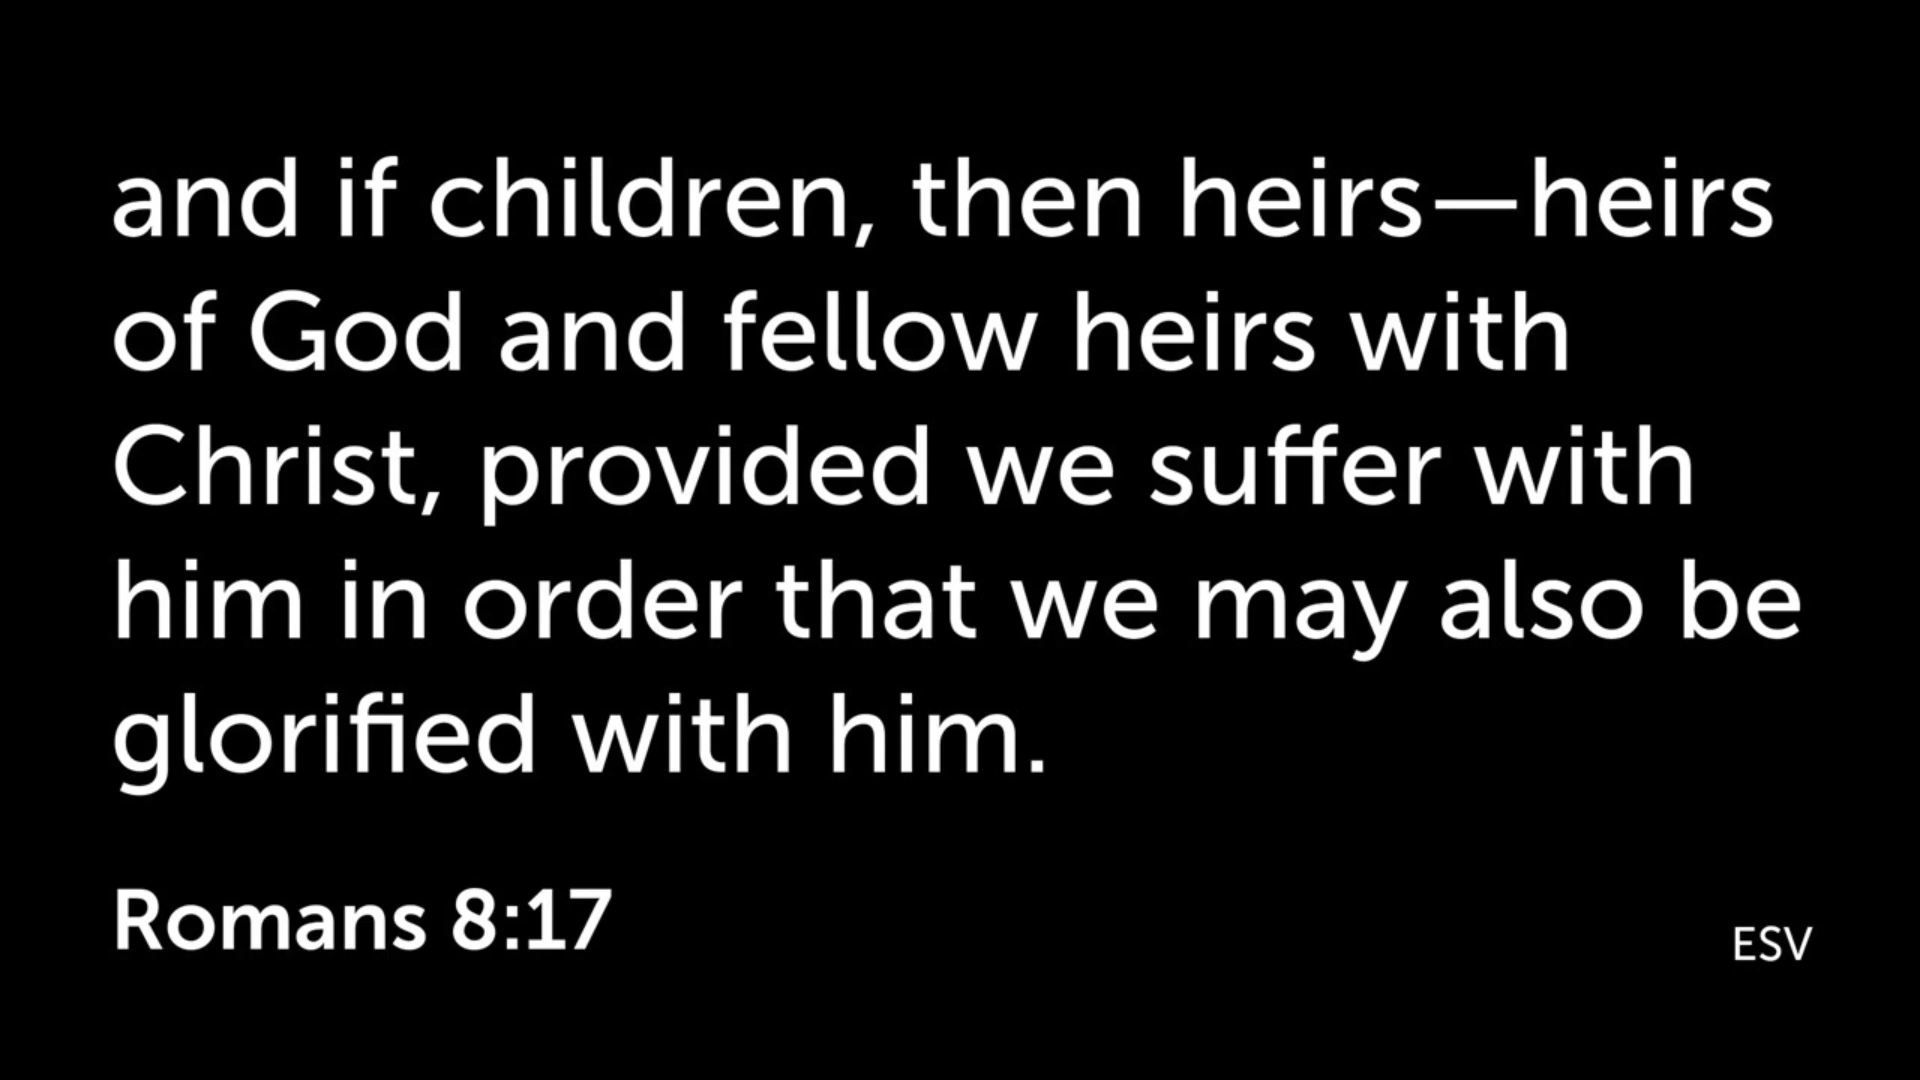 and if children, then heirs—heirs
of God and fellow heirs with
Christ, provided we suffer with
him in order that we may also be
glorified with him.
Romans 8:17
ESV